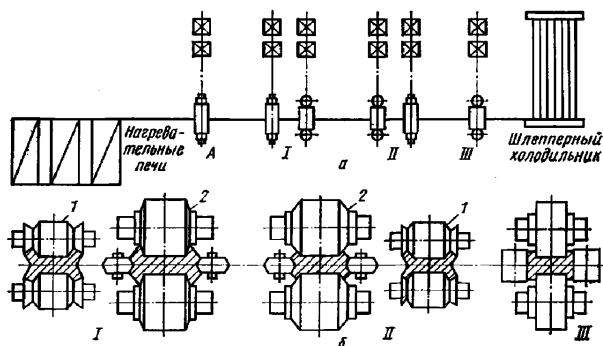 Нагрева-
тельные
печи
А
I
а
II
III
Шлепперный
холодильник
1
2
2
1
I
б
II
III